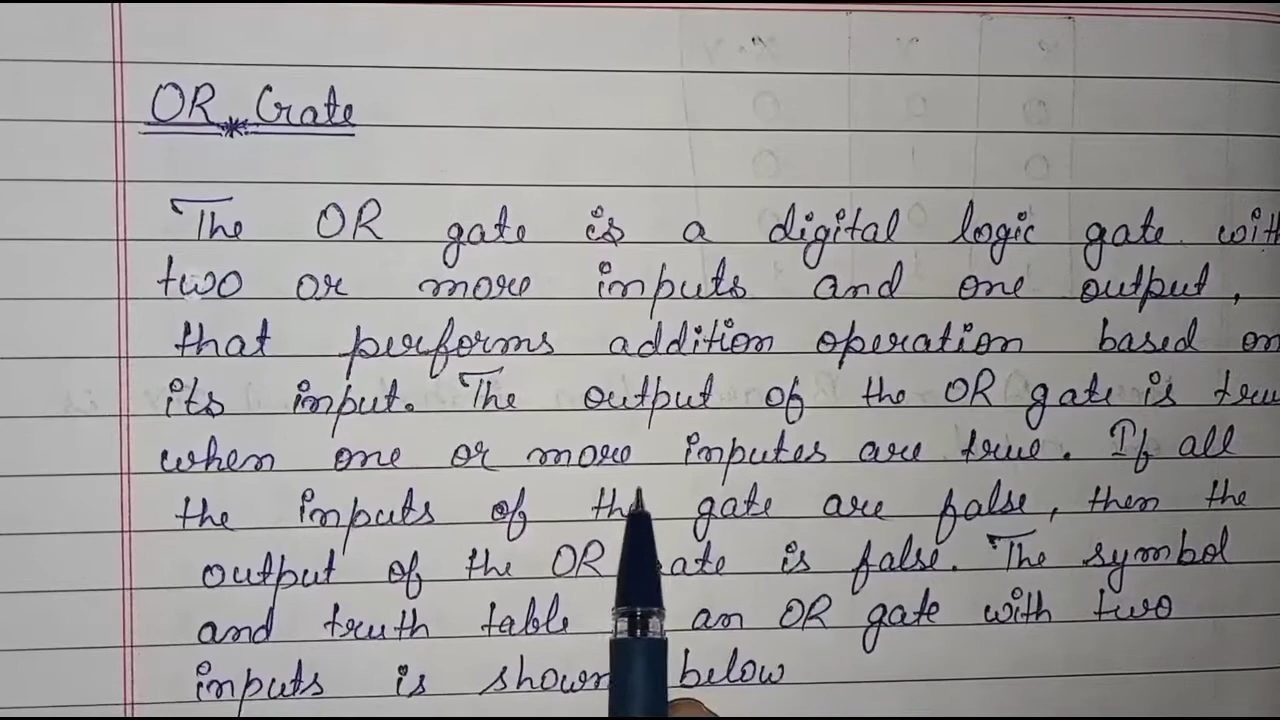 OR Gate
The OR gate is a digital logic gate with
two or more inputs and one output,
that performs addition operation based on
its input. The output of the OR gate is tru
when one or more inputes are true. If all
the inputs of the gate are false, then the
output of the OR ate is false. The symbol
and truth table an OR gate with two
inputs is shown below